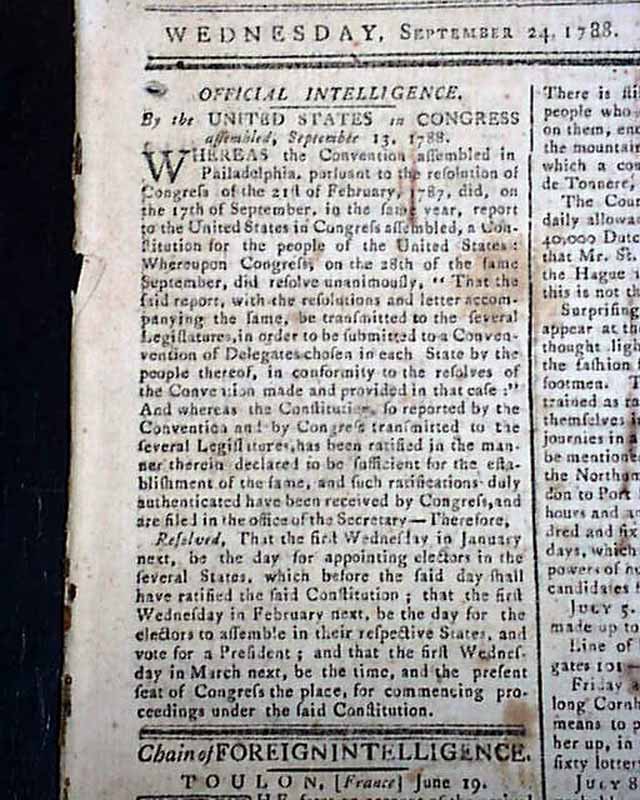 WEDNESDAY, SEPTEMBER 24, 1788.
OFFICIAL INTELLIGENCE.
By the UNITED STATES in CONGRESS
aſſembled, September 13, 1788.
WHEREAS the Convention aſſembled in
Philadelphia, purſuant to the reſolution of
Congreſs of the 21ſt of February, 1787, did, on
the 17th of September, in the ſame year, report
to the United States in Congreſs aſſembled, a Con-
ſtitution for the people of the United States:
Whereupon Congreſs, on the 28th of the ſame
September, did reſolve unanimouſly, " That the
ſaid report, with the reſolutions and letter accom-
panying the ſame, be tranſmitted to the ſeveral
Legiſlatures, in order to be ſubmitted to a Conven-
vention of Delegates choſen in each State by the
people thereof, in conformity to the reſolves of
the Convention made and provided in that caſe :"
And whereas the Conſtitution, ſo reported by the
Convention and by Congreſs tranſmitted to the
ſeveral Legiſlatures, has been ratified in the man-
ner therein declared to be ſufficient for the eſta-
bliſhment of the ſame, and ſuch ratifications duly
authenticated have been received by Congreſs, and
are filed in the office of the Secretary—Therefore,
Reſolved, That the firſt Wedneſday in January
next, be the day for appointing electors in the
ſeveral States, which before the ſaid day ſhall
have ratified the ſaid Conſtitution ; that the firſt
Wedneſday in February next, be the day for the
electors to aſſemble in their reſpective States, and
vote for a Preſident ; and that the firſt Wedneſ-
day in March next, be the time, and the preſent
ſeat of Congreſs the place, for commencing pro-
ceedings under the ſaid Conſtitution.
Chain of FOREIGN INTELLIGENCE.
TOULON, [France] June 19.
There is
people who
on them,
the mountain
which a
de Tonnere,
The
daily
40,000
that Mr. St.
the Hague
this is not
Surpriſing
appear at
thought
the faſhion
footmen.
trained as
themſelves in
journies in a
be
the
don to Port
hours and
dred and
days, which
powers of
candidates
JULY 5.
made up to
Line of
gates 101—
Friday
long
means to
her up, in
ſixty
JULY 8